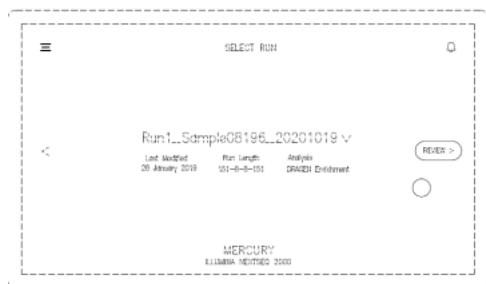 SELECT RUN
Run1_Sample08196_20201019
Last Modified Run Length Analysis
28 January 2019 151-8-8-151 DRAGEN Enrichment
REVIEW >
MERCURY
ILLUMINA NEXTSEQ 2000